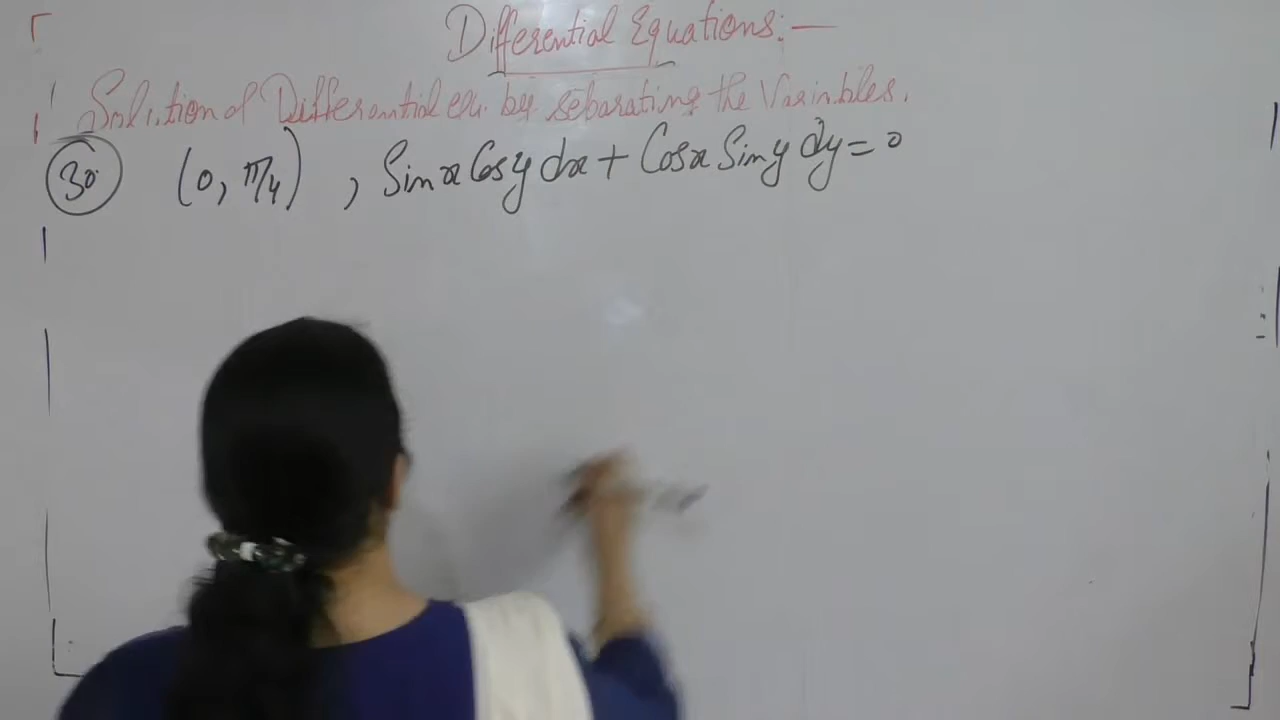 Differential Equations:—
Solution of Differential eqn. by separating the Variables.
30 (0, π/4) , Sinx Cosy dx + Cosx Siny dy = 0